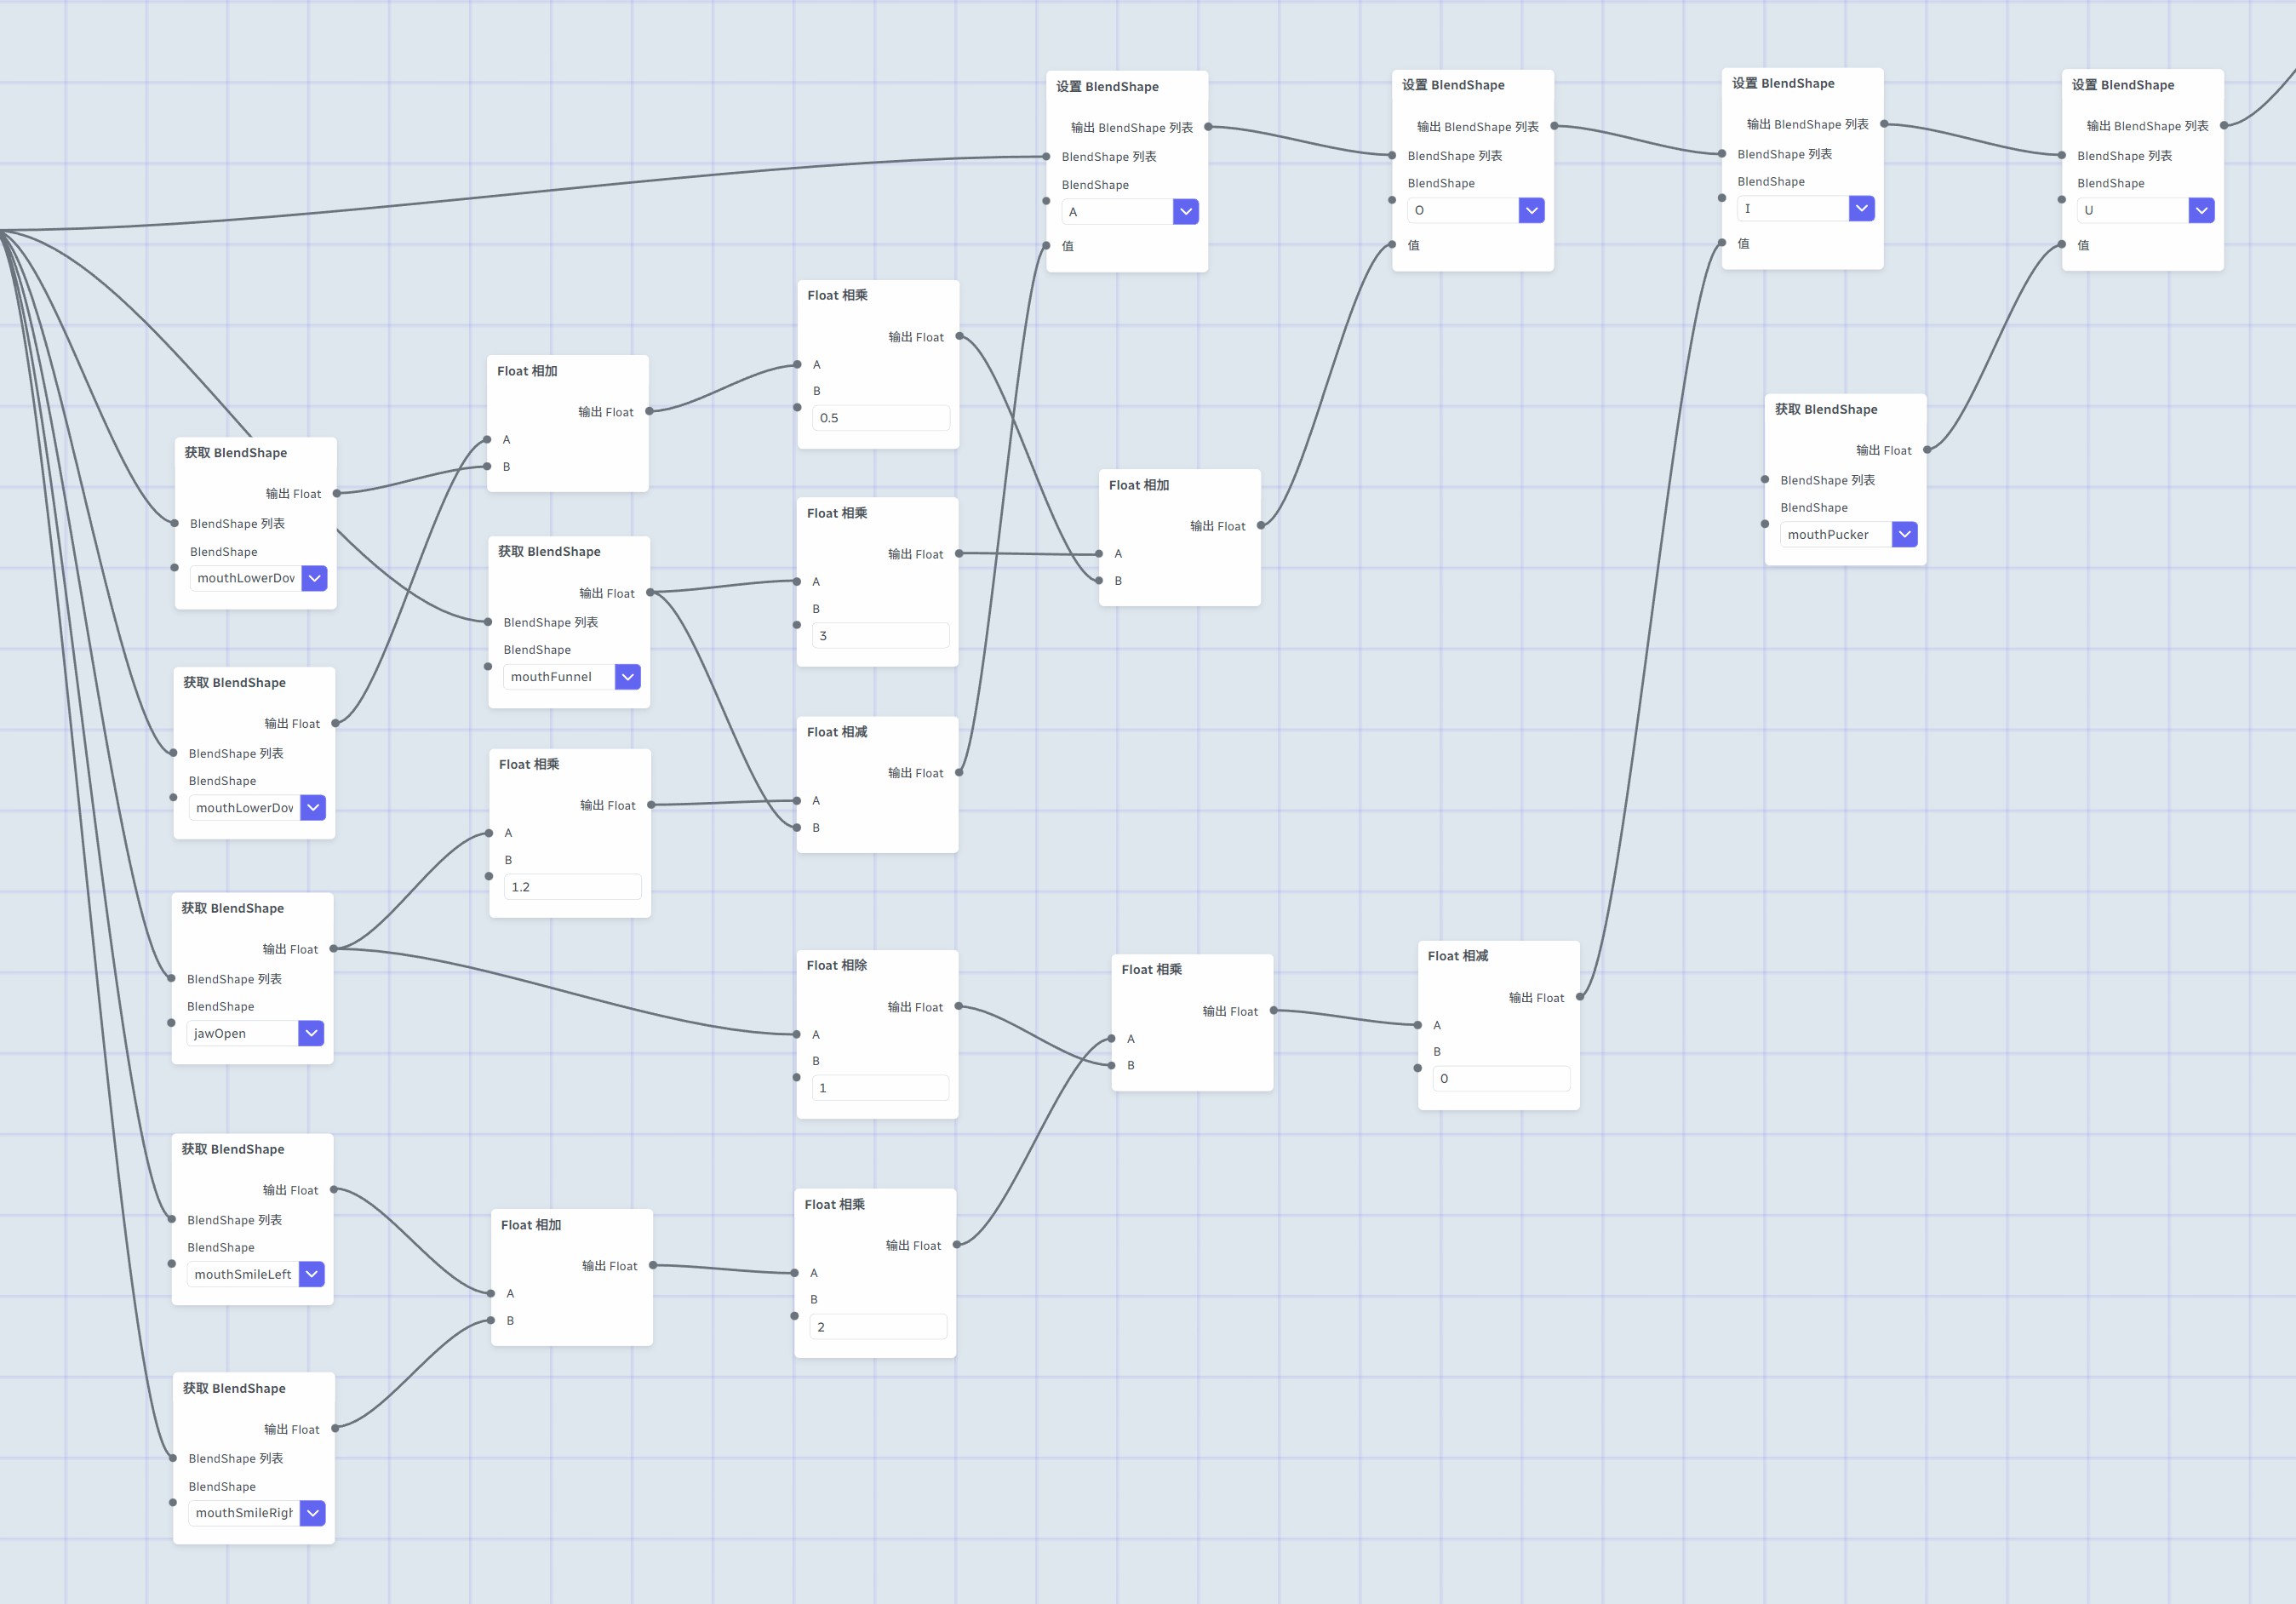 设置 BlendShape
输出 BlendShape 列表
BlendShape 列表
BlendShape
A
值
设置 BlendShape
输出 BlendShape 列表
BlendShape 列表
BlendShape
O
值
设置 BlendShape
输出 BlendShape 列表
BlendShape 列表
BlendShape
I
值
设置 BlendShape
输出 BlendShape 列表
BlendShape 列表
BlendShape
U
值
Float 相乘
输出 Float
A
B
0.5
Float 相加
输出 Float
A
B
获取 BlendShape
输出 Float
BlendShape 列表
BlendShape
mouthPucker
获取 BlendShape
输出 Float
BlendShape 列表
BlendShape
mouthLowerDov
Float 相乘
输出 Float
A
B
3
Float 相加
输出 Float
A
B
获取 BlendShape
输出 Float
BlendShape 列表
BlendShape
mouthFunnel
获取 BlendShape
输出 Float
BlendShape 列表
BlendShape
mouthLowerDov
Float 相减
输出 Float
A
B
Float 相乘
输出 Float
A
B
1.2
获取 BlendShape
输出 Float
BlendShape 列表
BlendShape
jawOpen
Float 相除
输出 Float
A
B
1
Float 相乘
输出 Float
A
B
Float 相减
输出 Float
A
B
0
获取 BlendShape
输出 Float
BlendShape 列表
BlendShape
mouthSmileLeft
Float 相加
输出 Float
A
B
Float 相乘
输出 Float
A
B
2
获取 BlendShape
输出 Float
BlendShape 列表
BlendShape
mouthSmileRigh